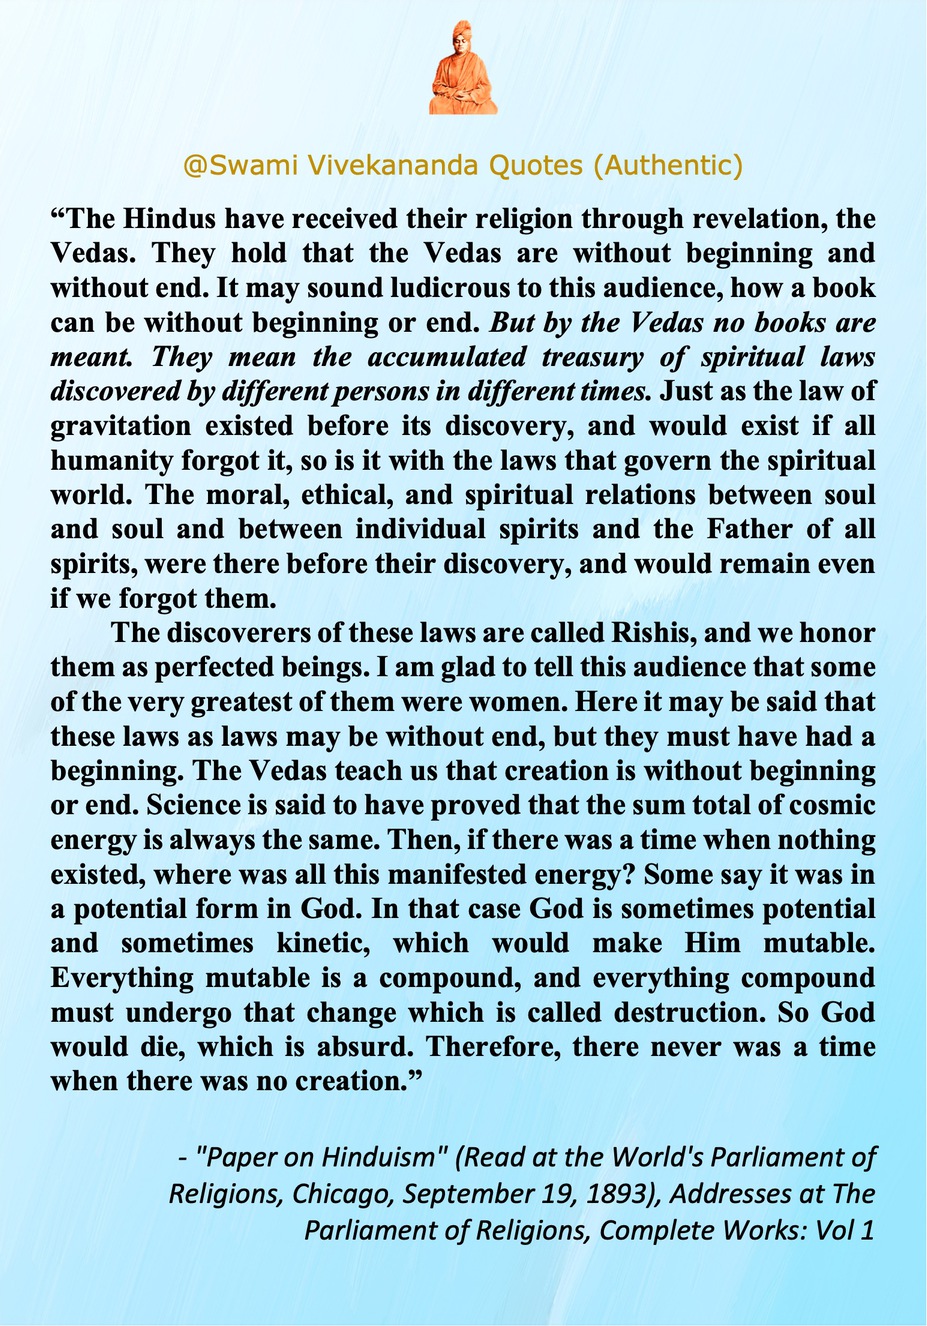 @Swami Vivekananda Quotes (Authentic)
“The Hindus have received their religion through revelation, the
Vedas. They hold that the Vedas are without beginning and
without end. It may sound ludicrous to this audience, how a book
can be without beginning or end. But by the Vedas no books are
meant. They mean the accumulated treasury of spiritual laws
discovered by different persons in different times. Just as the law of
gravitation existed before its discovery, and would exist if all
humanity forgot it, so is it with the laws that govern the spiritual
world. The moral, ethical, and spiritual relations between soul
and soul and between individual spirits and the Father of all
spirits, were there before their discovery, and would remain even
if we forgot them.
The discoverers of these laws are called Rishis, and we honor
them as perfected beings. I am glad to tell this audience that some
of the very greatest of them were women. Here it may be said that
these laws as laws may be without end, but they must have had a
beginning. The Vedas teach us that creation is without beginning
or end. Science is said to have proved that the sum total of cosmic
energy is always the same. Then, if there was a time when nothing
existed, where was all this manifested energy? Some say it was in
a potential form in God. In that case God is sometimes potential
and sometimes kinetic, which would make Him mutable.
Everything mutable is a compound, and everything compound
must undergo that change which is called destruction. So God
would die, which is absurd. Therefore, there never was a time
when there was no creation.”
- "Paper on Hinduism" (Read at the World's Parliament of
Religions, Chicago, September 19, 1893), Addresses at The
Parliament of Religions, Complete Works: Vol 1